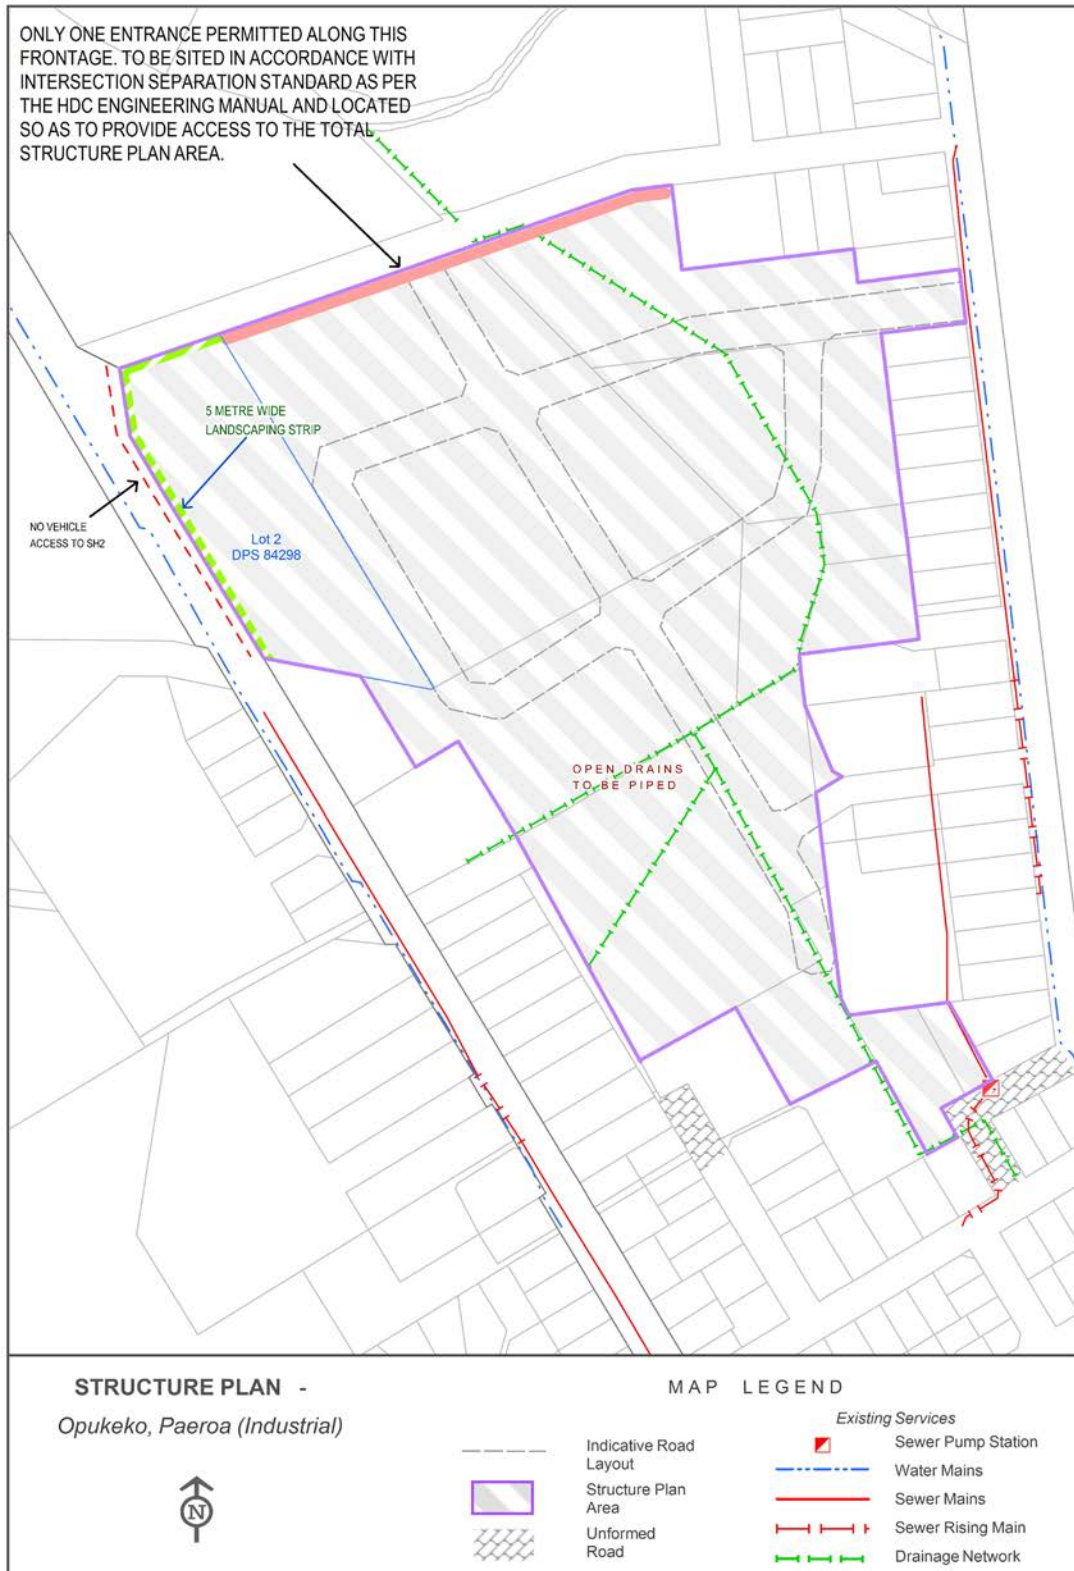 ONLY ONE ENTRANCE PERMITTED ALONG THIS
FRONTAGE. TO BE SITED IN ACCORDANCE WITH
INTERSECTION SEPARATION STANDARD AS PER
THE HDC ENGINEERING MANUAL AND LOCATED
SO AS TO PROVIDE ACCESS TO THE TOTAL
STRUCTURE PLAN AREA.
5 METRE WIDE
LANDSCAPING STRIP
NO VEHICLE
ACCESS TO SH2
Lot 2
DPS 84298
OPEN DRAINS
TO BE PIPED
STRUCTURE PLAN -
Opukeko, Paeroa (Industrial)
N
MAP LEGEND
Indicative Road
Layout
Structure Plan
Area
Unformed
Road
Existing Services
Sewer Pump Station
Water Mains
Sewer Mains
Sewer Rising Main
Drainage Network